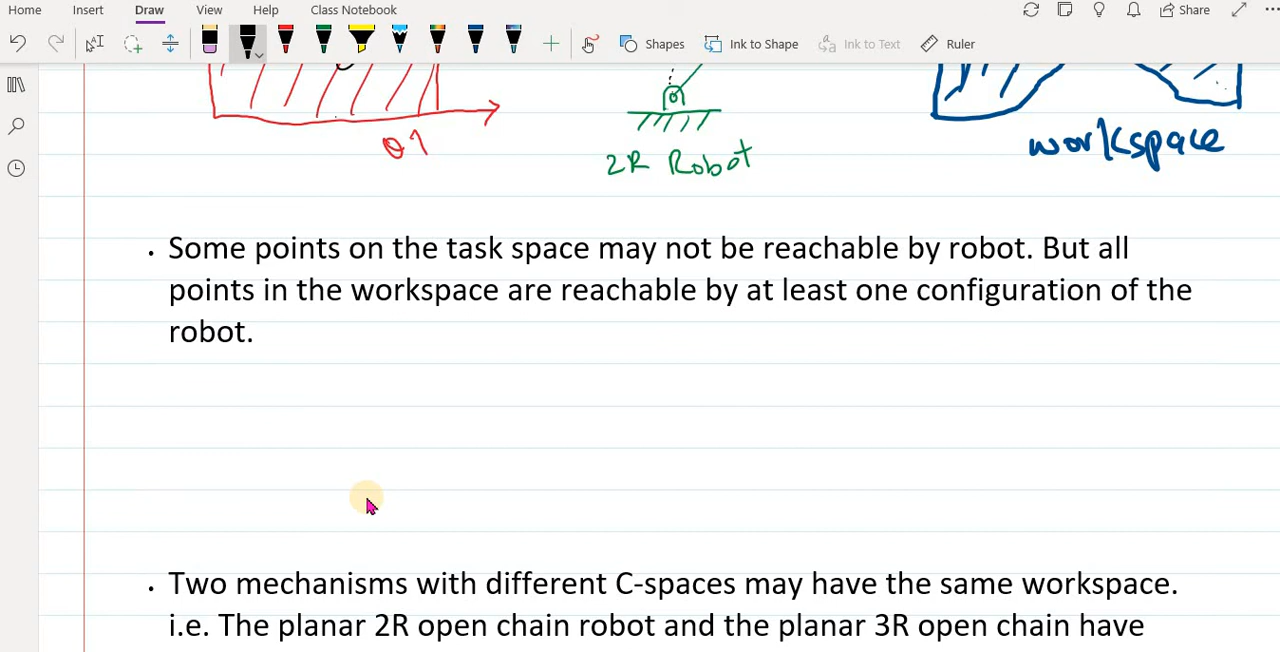 Home Insert Draw View Help Class Notebook Share
Shapes Ink to Shape Ink to Text Ruler
θ1
2R Robot
workspace
. Some points on the task space may not be reachable by robot. But all
points in the workspace are reachable by at least one configuration of the
robot.
. Two mechanisms with different C-spaces may have the same workspace.
i.e. The planar 2R open chain robot and the planar 3R open chain have